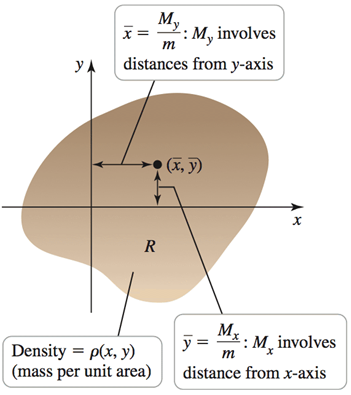 x̄ = M_y/m : M_y involves
distances from y-axis
y
(x̄, ȳ)
x
R
Density = ρ(x, y)
(mass per unit area)
ȳ = M_x/m : M_x involves
distance from x-axis